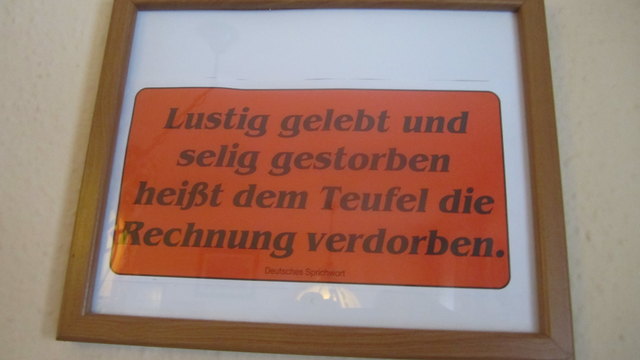 Lustig gelebt und
selig gestorben
heißt dem Teufel die
Rechnung verdorben.
Deutsches Sprichwort